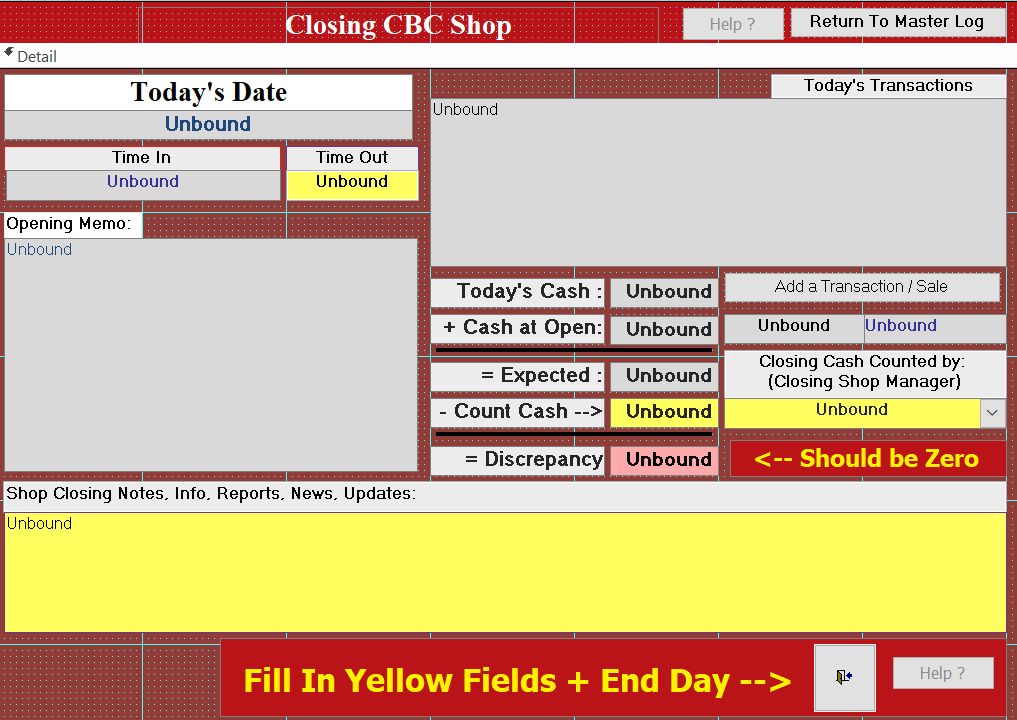 Closing CBC Shop
Help ?
Return To Master Log
Detail
Today's Date
Unbound
Time In
Time Out
Unbound
Unbound
Opening Memo:
Unbound
Today's Transactions
Unbound
Today's Cash :
Unbound
+ Cash at Open:
Unbound
= Expected :
Unbound
- Count Cash -->
Unbound
= Discrepancy
Unbound
Add a Transaction / Sale
Unbound
Unbound
Closing Cash Counted by:
(Closing Shop Manager)
Unbound
<-- Should be Zero
Shop Closing Notes, Info, Reports, News, Updates:
Unbound
Fill In Yellow Fields + End Day -->
Help ?